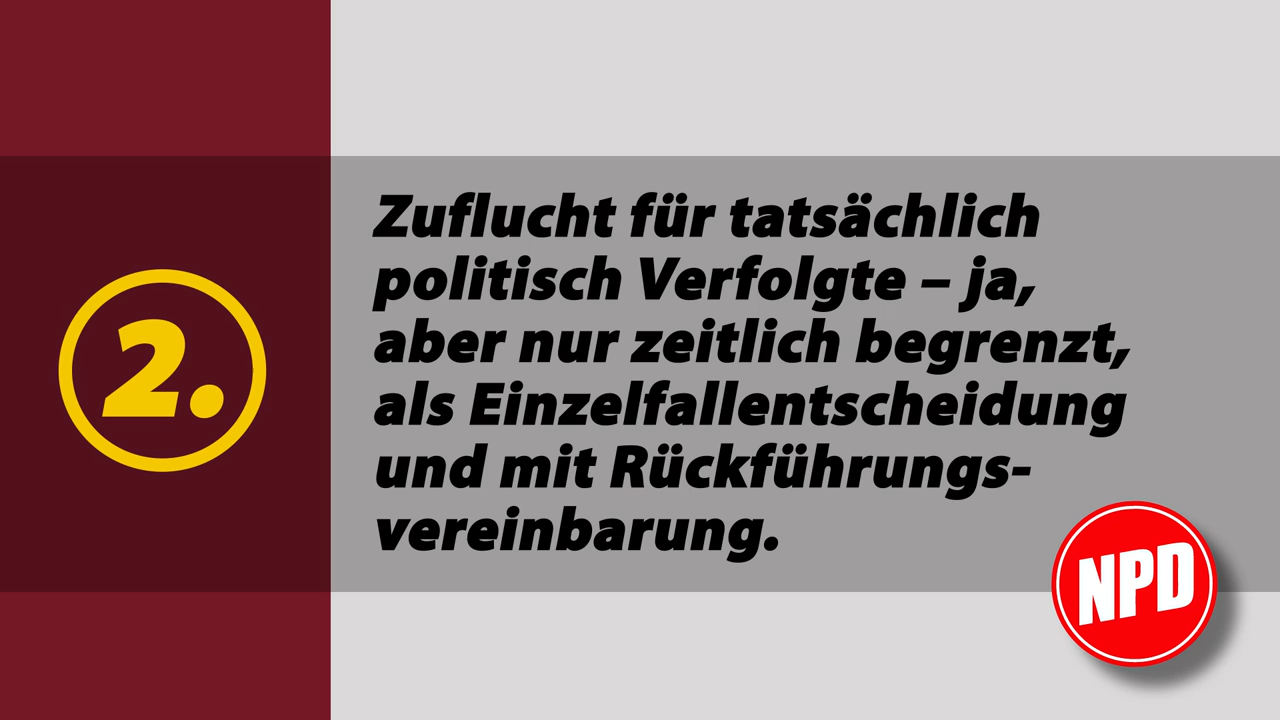 2.
Zuflucht für tatsächlich
politisch Verfolgte – ja,
aber nur zeitlich begrenzt,
als Einzelfallentscheidung
und mit Rückführungs-
vereinbarung.
NPD